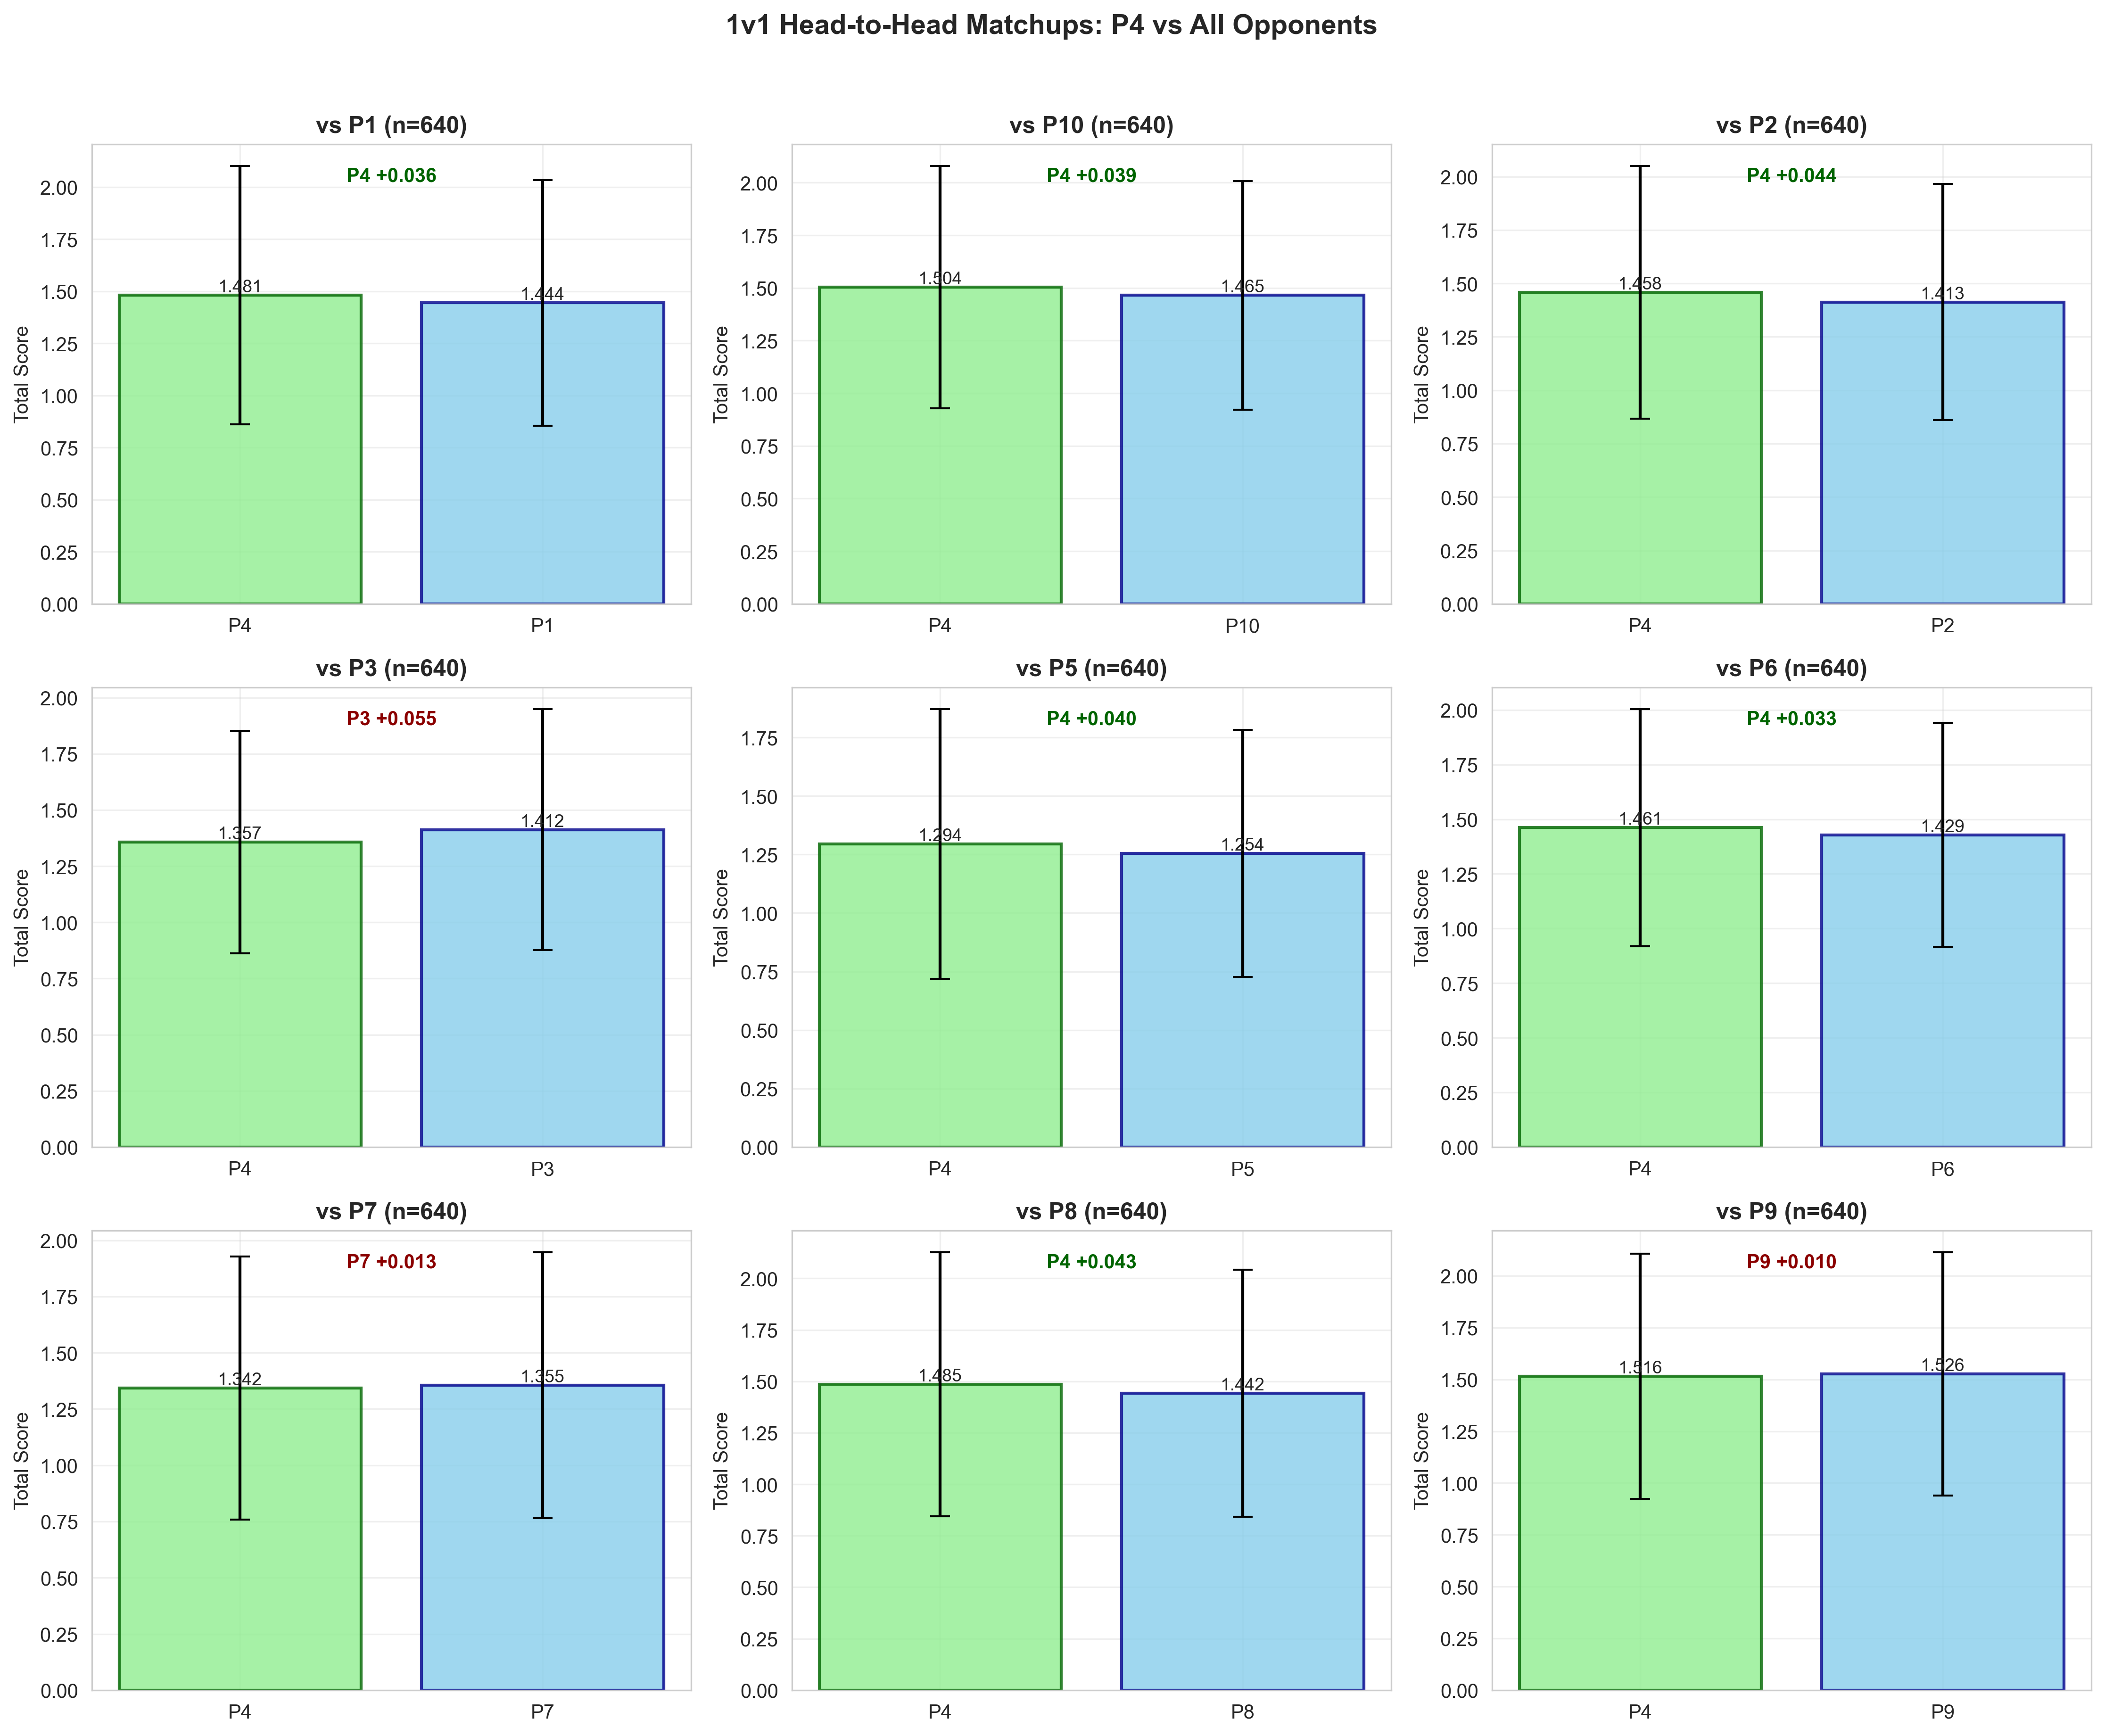 1v1 Head-to-Head Matchups: P4 vs All Opponents
vs P1 (n=640)
P4 +0.036
2.00
1.75
1.50
1.25
1.00
0.75
0.50
0.25
0.00
Total Score
1.481
1.444
P4
P1
vs P10 (n=640)
P4 +0.039
2.00
1.75
1.50
1.25
1.00
0.75
0.50
0.25
0.00
Total Score
1.504
1.465
P4
P10
vs P2 (n=640)
P4 +0.044
2.00
1.75
1.50
1.25
1.00
0.75
0.50
0.25
0.00
Total Score
1.458
1.413
P4
P2
vs P3 (n=640)
P3 +0.055
2.00
1.75
1.50
1.25
1.00
0.75
0.50
0.25
0.00
Total Score
1.357
1.412
P4
P3
vs P5 (n=640)
P4 +0.040
1.75
1.50
1.25
1.00
0.75
0.50
0.25
0.00
Total Score
1.294
1.254
P4
P5
vs P6 (n=640)
P4 +0.033
2.00
1.75
1.50
1.25
1.00
0.75
0.50
0.25
0.00
Total Score
1.461
1.429
P4
P6
vs P7 (n=640)
P7 +0.013
2.00
1.75
1.50
1.25
1.00
0.75
0.50
0.25
0.00
Total Score
1.342
1.355
P4
P7
vs P8 (n=640)
P4 +0.043
2.00
1.75
1.50
1.25
1.00
0.75
0.50
0.25
0.00
Total Score
1.485
1.442
P4
P8
vs P9 (n=640)
P9 +0.010
2.00
1.75
1.50
1.25
1.00
0.75
0.50
0.25
0.00
Total Score
1.516
1.526
P4
P9